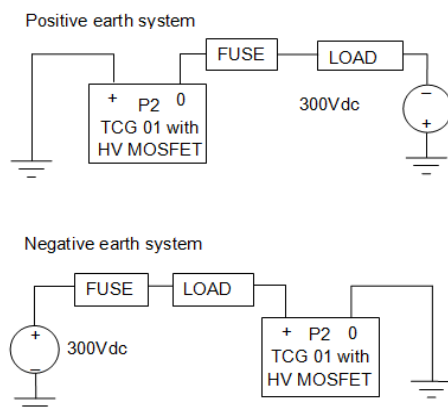 Positive earth system
FUSE
LOAD
+ P2 0
TCG 01 with
HV MOSFET
300Vdc
−
+
Negative earth system
FUSE
LOAD
+
300Vdc
−
+ P2 0
TCG 01 with
HV MOSFET